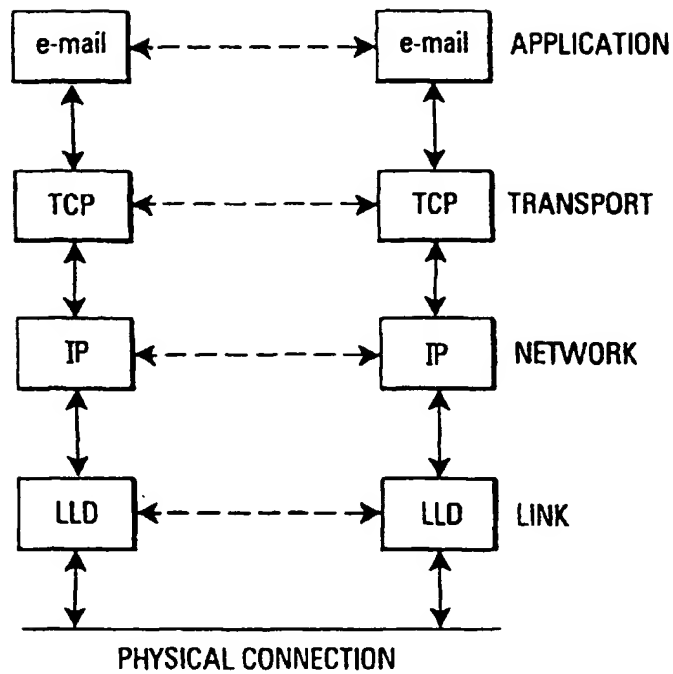 e-mail e-mail APPLICATION
TCP TCP TRANSPORT
IP IP NETWORK
LLD LLD LINK
PHYSICAL CONNECTION